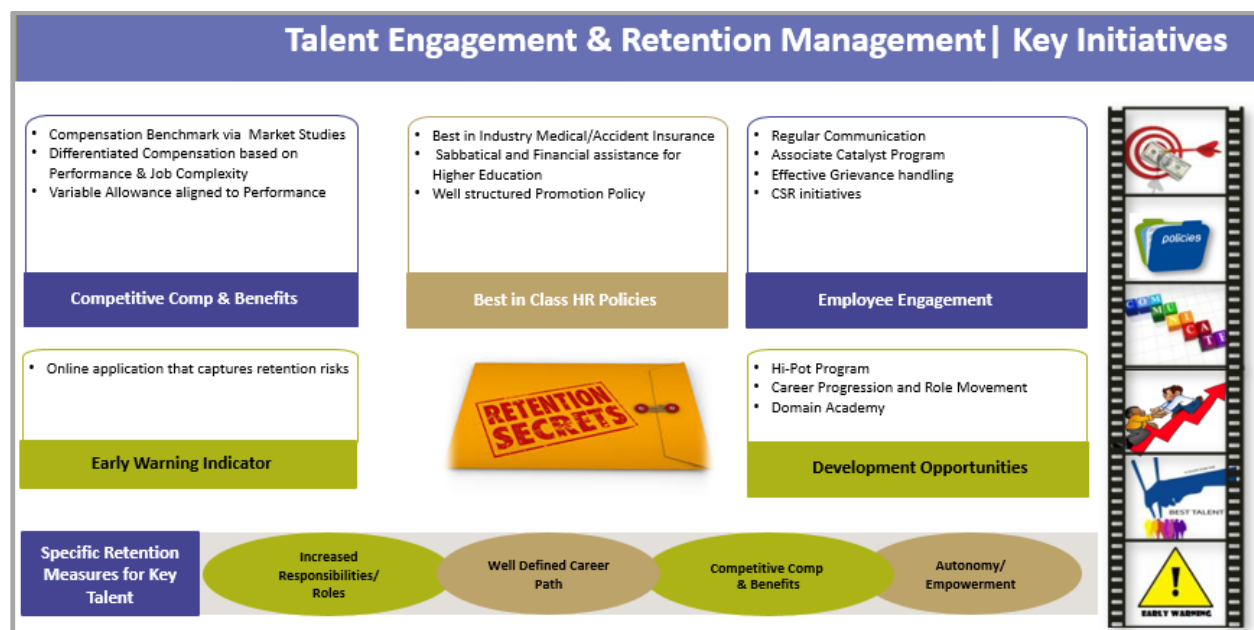 Talent Engagement & Retention Management| Key Initiatives
• Compensation Benchmark via Market Studies
• Differentiated Compensation based on
Performance & Job Complexity
• Variable Allowance aligned to Performance
Competitive Comp & Benefits
• Best in Industry Medical/Accident Insurance
• Sabbatical and Financial assistance for
Higher Education
• Well structured Promotion Policy
Best in Class HR Policies
• Regular Communication
• Associate Catalyst Program
• Effective Grievance handling
• CSR initiatives
Employee Engagement
• Online application that captures retention risks
Early Warning Indicator
RETENTION
SECRETS
• Hi-Pot Program
• Career Progression and Role Movement
• Domain Academy
Development Opportunities
Specific Retention
Measures for Key
Talent
Increased
Responsibilities/
Roles
Well Defined Career
Path
Competitive Comp
& Benefits
Autonomy/
Empowerment
policies
COMMUNICATE
BEST TALENT
EARLY WARNING